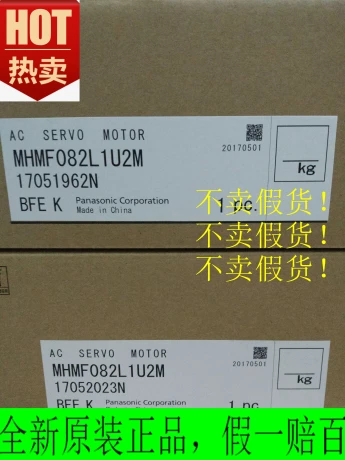 HOT
热卖
AC SERVO MOTOR
20170501
MHMF082L1U2M
17051962N
kg
BFE K Panasonic Corporation
Made in China
1 pc.
不卖假货！
不卖假货！
不卖假货！
AC SERVO MOTOR
20170501
MHMF082L1U2M
17052023N
kg
BFE K Panasonic Corporation
1 pc
全新原装正品，假一赔百